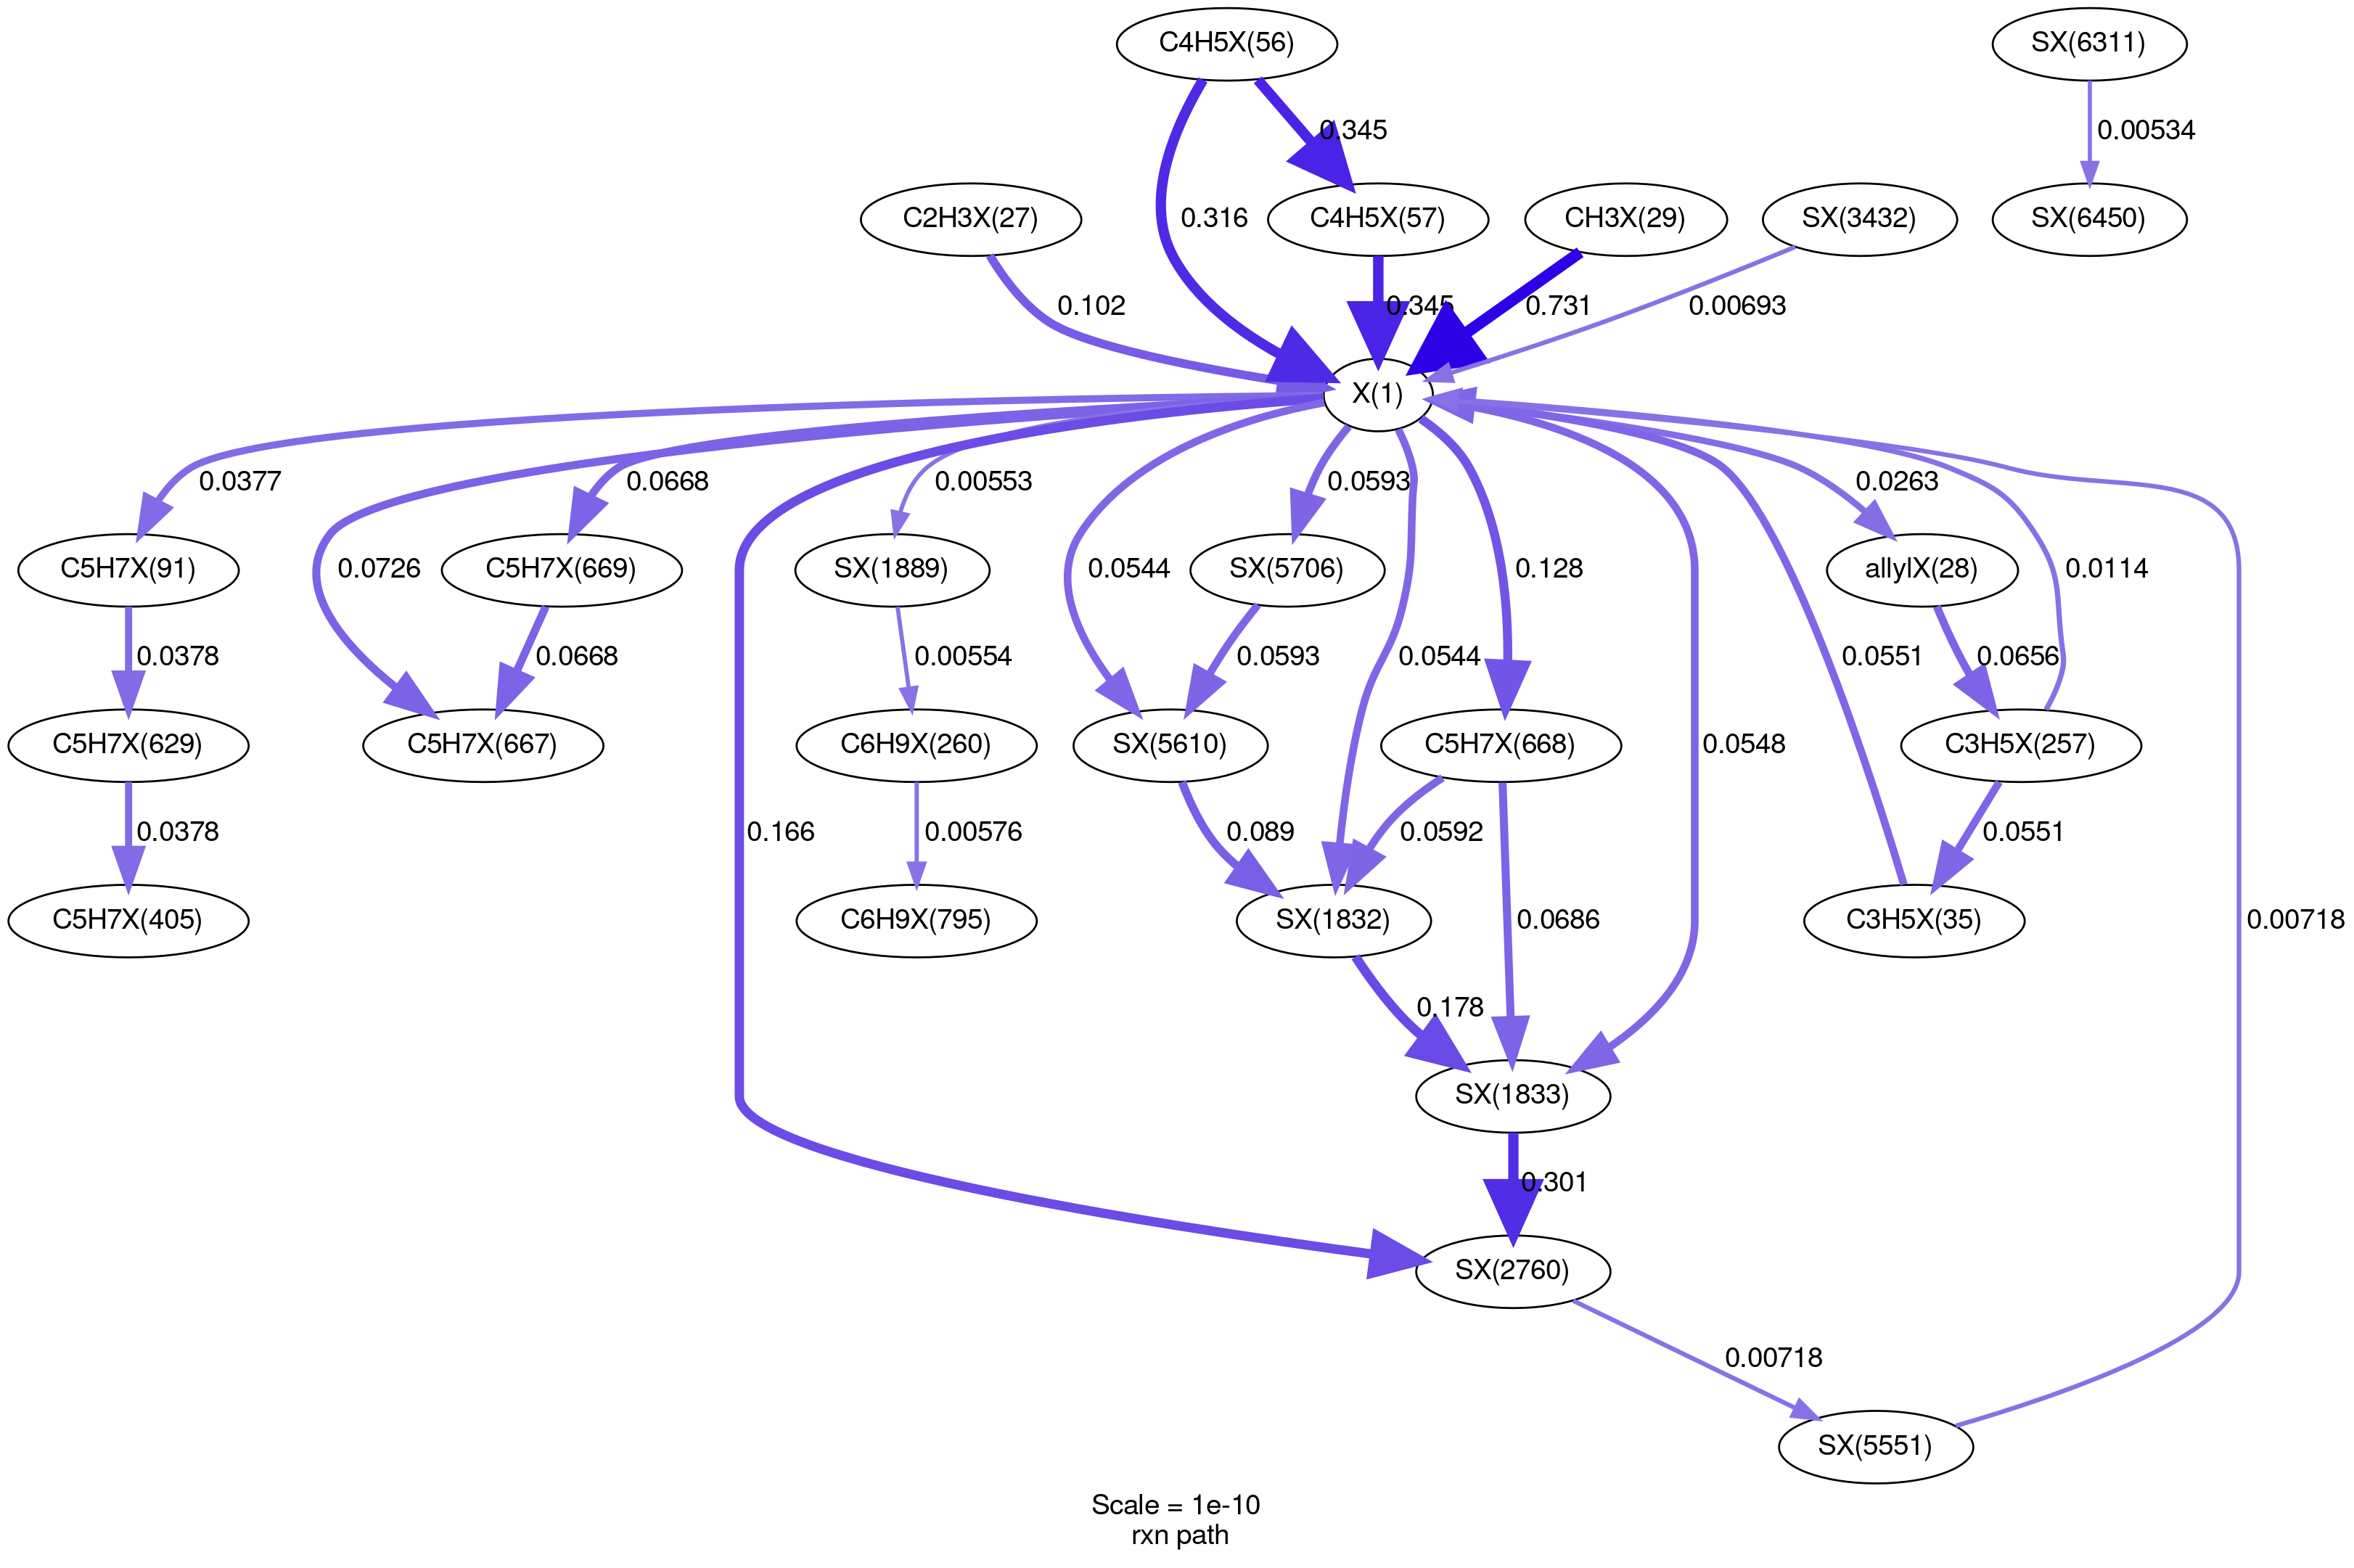 C4H5X(56)
SX(6311)
0.345
0.00534
C2H3X(27)
0.316
C4H5X(57)
CH3X(29)
SX(3432)
SX(6450)
0.102
0.345
0.731
0.00693
X(1)
0.0377
0.0668
0.00553
0.0593
0.0263
C5H7X(91)
0.0726
C5H7X(669)
SX(1889)
0.0544
SX(5706)
0.128
allylX(28)
0.0114
0.0378
0.0668
0.00554
0.0593
0.0544
0.0551
0.0656
C5H7X(629)
C5H7X(667)
C6H9X(260)
SX(5610)
C5H7X(668)
0.0548
C3H5X(257)
0.0378
0.166
0.00576
0.089
0.0592
0.0551
C5H7X(405)
C6H9X(795)
SX(1832)
0.0686
C3H5X(35)
0.00718
0.178
SX(1833)
0.301
SX(2760)
0.00718
SX(5551)
Scale = 1e-10
rxn path